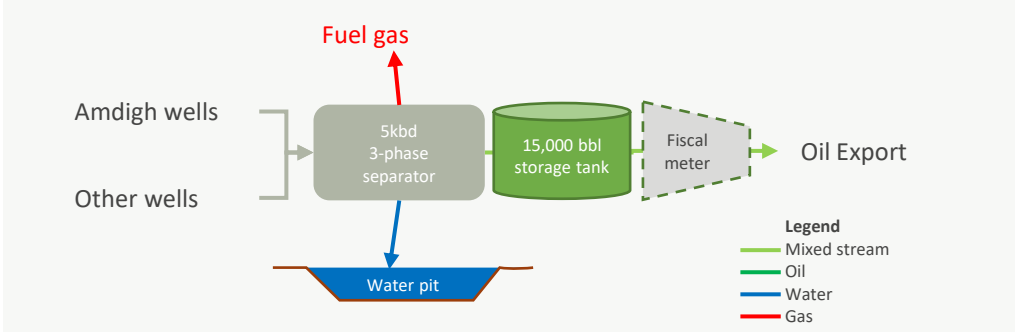 Fuel gas
Amdigh wells
Other wells
5kbd
3-phase
separator
15,000 bbl
storage tank
Fiscal
meter
Oil Export
Water pit
Legend
Mixed stream
Oil
Water
Gas